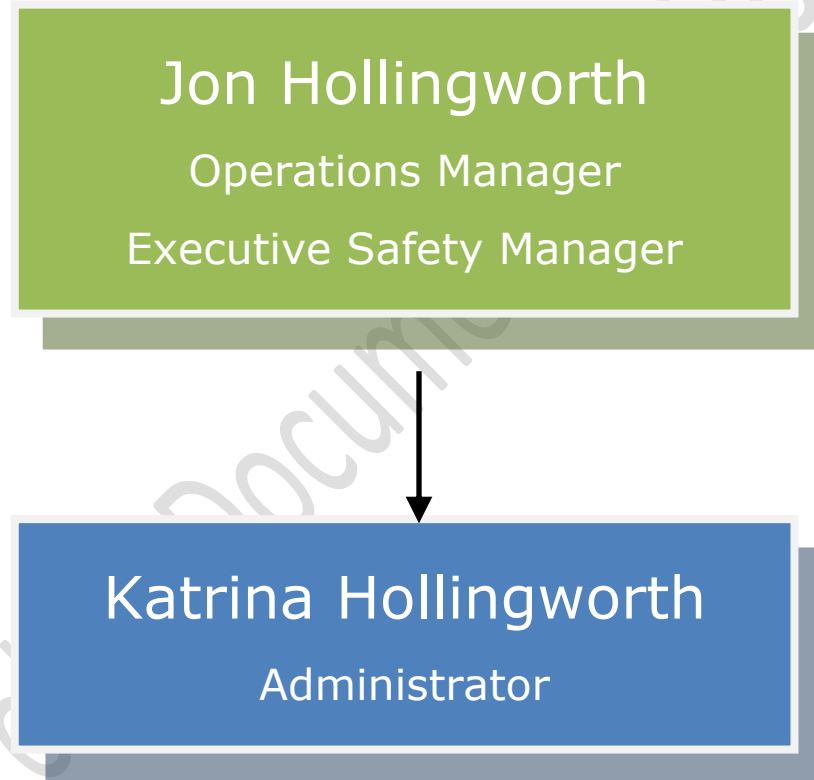 Jon Hollingworth
Operations Manager
Executive Safety Manager
Katrina Hollingworth
Administrator